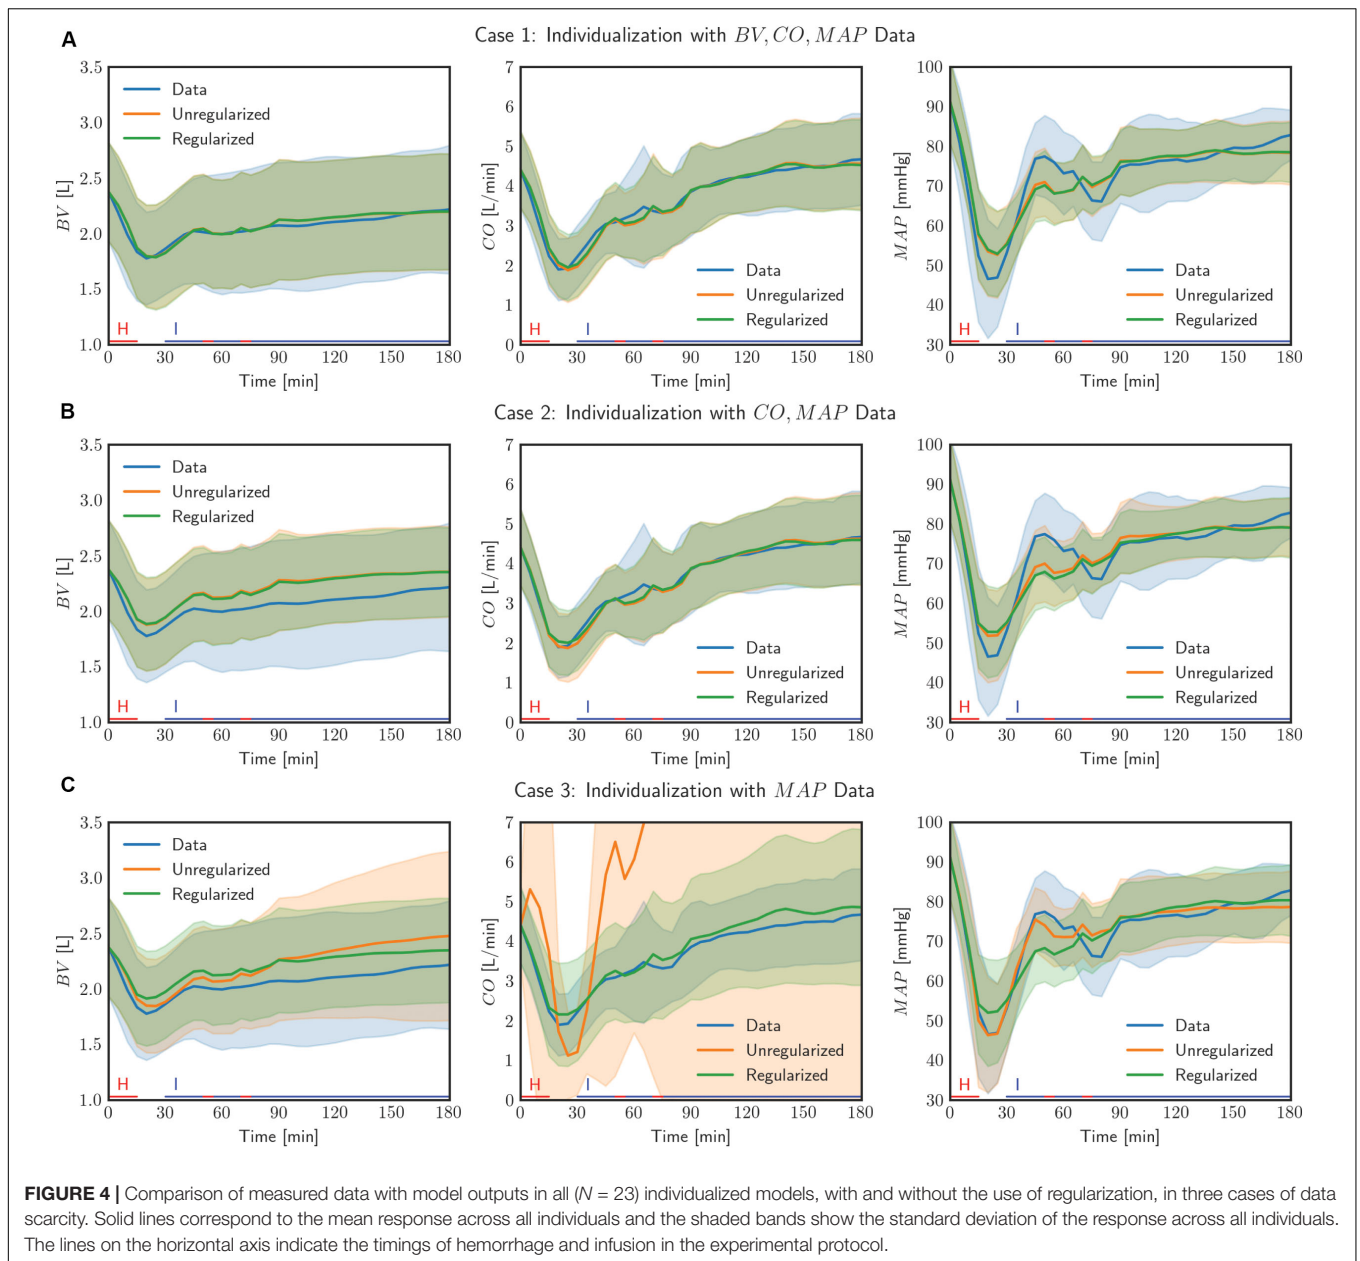 A
Case 1: Individualization with BV, CO, MAP Data
3.5
3.0
2.5
2.0
1.5
1.0
BV [L]
Data
Unregularized
Regularized
H
I
0 30 60 90 120 150 180
Time [min]
7
6
5
4
3
2
1
0
CO [L/min]
Data
Unregularized
Regularized
H
I
0 30 60 90 120 150 180
Time [min]
100
90
80
70
60
50
40
30
MAP [mmHg]
Data
Unregularized
Regularized
H
I
0 30 60 90 120 150 180
Time [min]
B
Case 2: Individualization with CO, MAP Data
3.5
3.0
2.5
2.0
1.5
1.0
BV [L]
Data
Unregularized
Regularized
H
I
0 30 60 90 120 150 180
Time [min]
7
6
5
4
3
2
1
0
CO [L/min]
Data
Unregularized
Regularized
H
I
0 30 60 90 120 150 180
Time [min]
100
90
80
70
60
50
40
30
MAP [mmHg]
Data
Unregularized
Regularized
H
I
0 30 60 90 120 150 180
Time [min]
C
Case 3: Individualization with MAP Data
3.5
3.0
2.5
2.0
1.5
1.0
BV [L]
Data
Unregularized
Regularized
H
I
0 30 60 90 120 150 180
Time [min]
7
6
5
4
3
2
1
0
CO [L/min]
Data
Unregularized
Regularized
H
I
0 30 60 90 120 150 180
Time [min]
100
90
80
70
60
50
40
30
MAP [mmHg]
Data
Unregularized
Regularized
H
I
0 30 60 90 120 150 180
Time [min]
FIGURE 4 | Comparison of measured data with model outputs in all (N = 23) individualized models, with and without the use of regularization, in three cases of data
scarcity. Solid lines correspond to the mean response across all individuals and the shaded bands show the standard deviation of the response across all individuals.
The lines on the horizontal axis indicate the timings of hemorrhage and infusion in the experimental protocol.